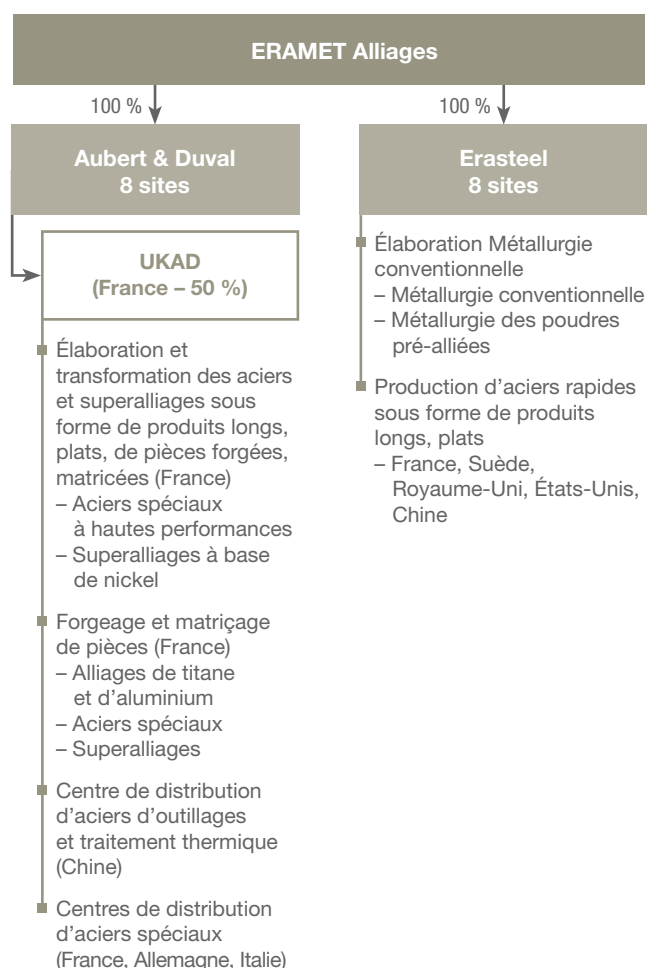 ERAMET Alliages
100 %
Aubert & Duval
8 sites
UKAD
(France – 50 %)
Élaboration et
transformation des aciers
et superalliages sous
forme de produits longs,
plats, de pièces forgées,
matricées (France)
– Aciers spéciaux
à hautes performances
– Superalliages à base
de nickel
Forgeage et matriçage
de pièces (France)
– Alliages de titane
et d'aluminium
– Aciers spéciaux
– Superalliages
Centre de distribution
d'aciers d'outillages
et traitement thermique
(Chine)
Centres de distribution
d'aciers spéciaux
(France, Allemagne, Italie)
100 %
Erasteel
8 sites
Élaboration Métallurgie
conventionnelle
– Métallurgie conventionnelle
– Métallurgie des poudres
pré-alliées
Production d'aciers rapides
sous forme de produits
longs, plats
– France, Suède,
Royaume-Uni, États-Unis,
Chine